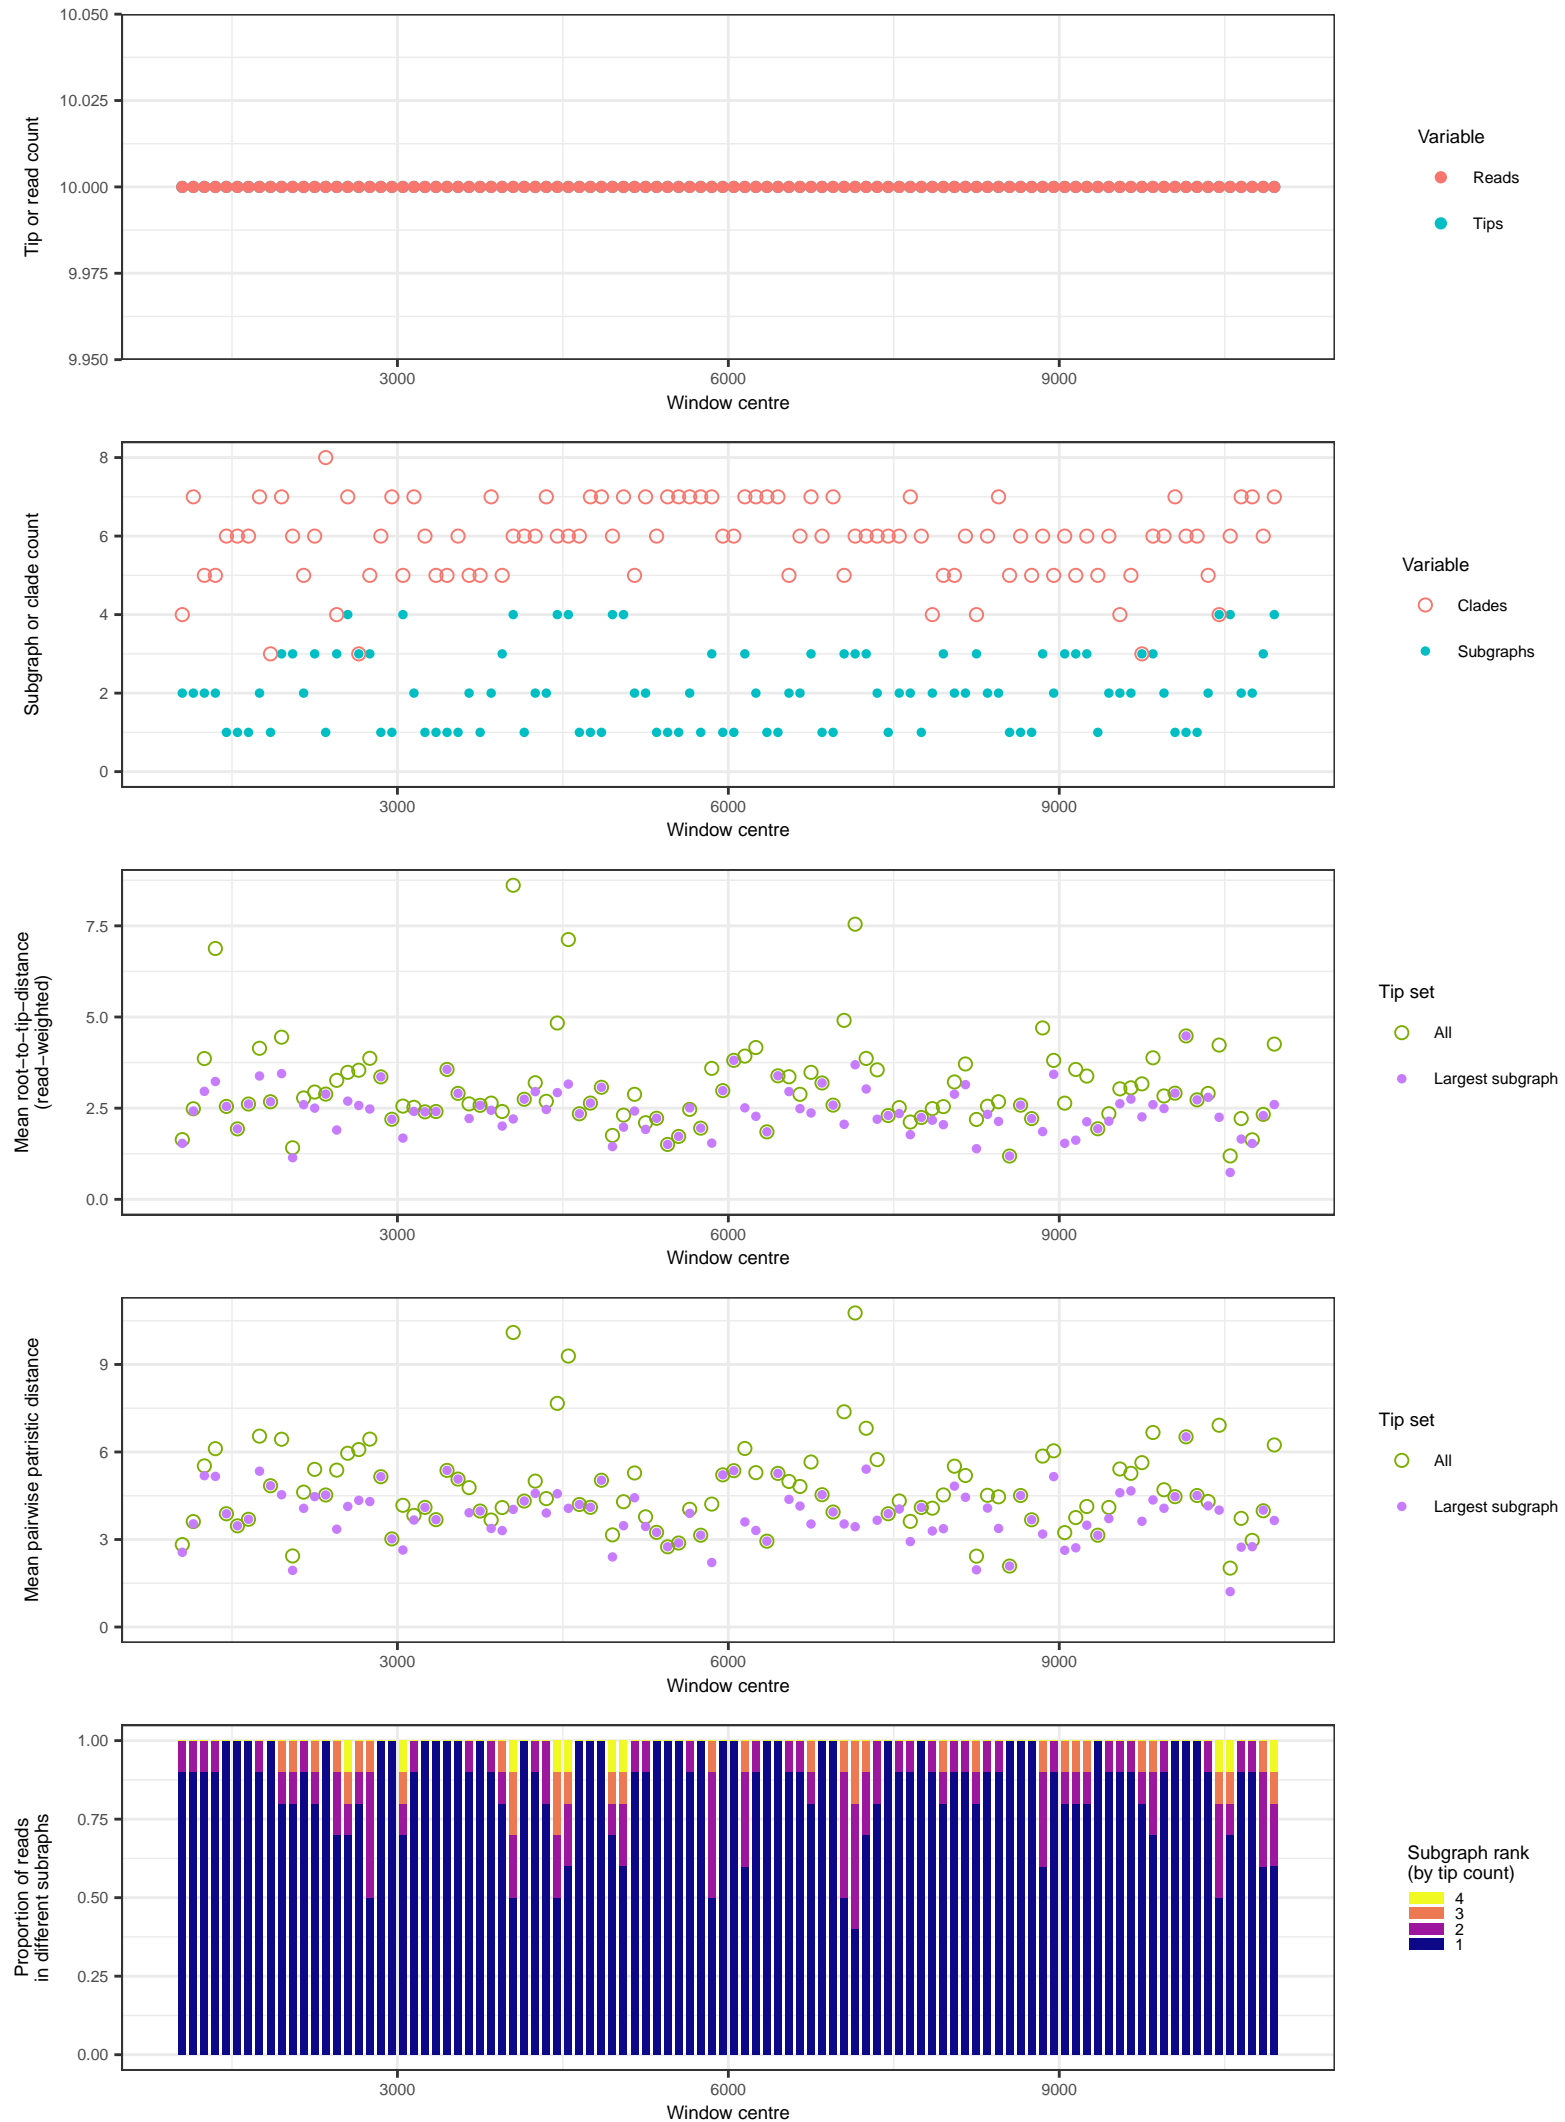 10.050
10.025
10.000
9.975
9.950
Tip or read count
3000
6000
9000
Window centre
Variable
Reads
Tips
8
6
4
2
0
Subgraph or clade count
3000
6000
9000
Window centre
Variable
Clades
Subgraphs
7.5
5.0
2.5
0.0
Mean root−to−tip−distance
(read−weighted)
3000
6000
9000
Window centre
Tip set
All
Largest subgraph
9
6
3
0
Mean pairwise patristic distance
3000
6000
9000
Window centre
Tip set
All
Largest subgraph
1.00
0.75
0.50
0.25
0.00
Proportion of reads
in different subraphs
3000
6000
9000
Window centre
Subgraph rank
(by tip count)
4
3
2
1